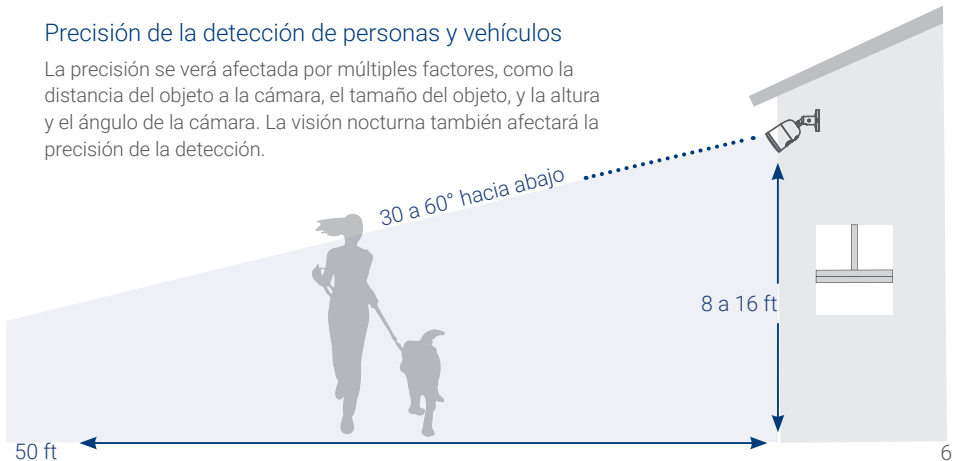 Precisión de la detección de personas y vehículos
La precisión se verá afectada por múltiples factores, como la
distancia del objeto a la cámara, el tamaño del objeto, y la altura
y el ángulo de la cámara. La visión nocturna también afectará la
precisión de la detección.
30 a 60° hacia abajo
8 a 16 ft
50 ft
6